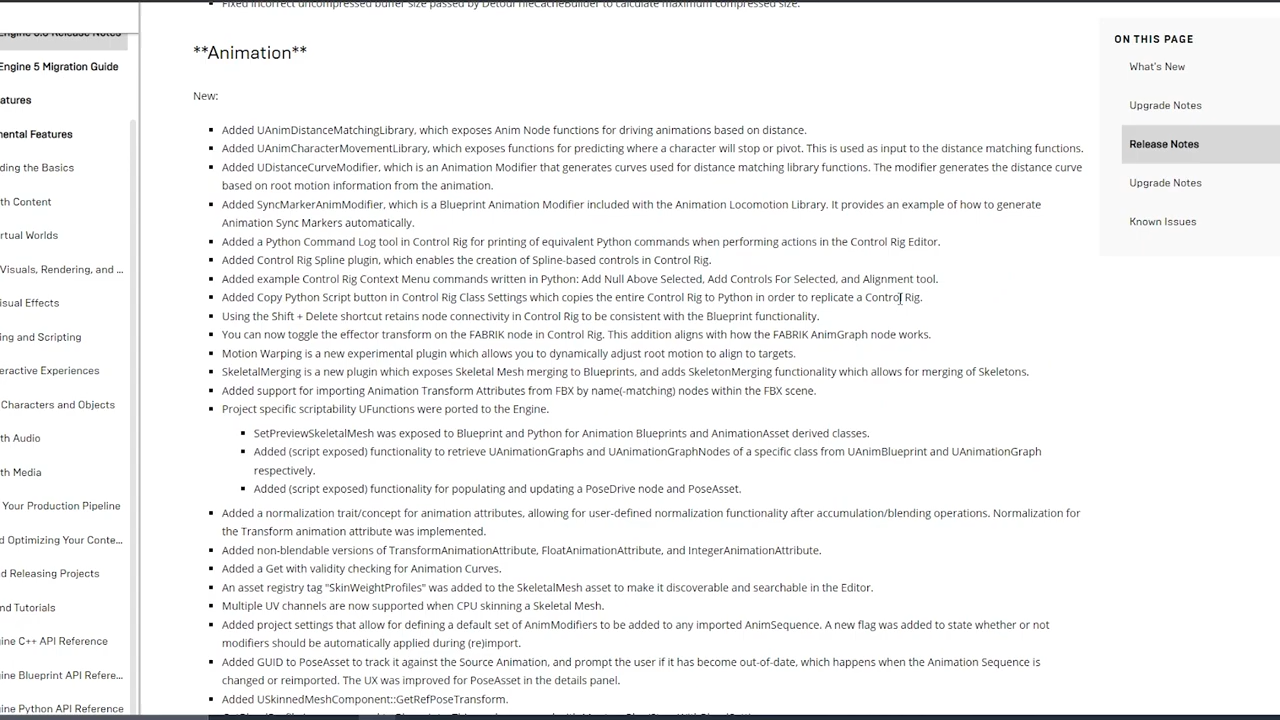 Fixed incorrect uncompressed buffer size passed by DetourTileCacheBuilder to calculate maximum compressed size.
**Animation**
New:
Added UAnimDistanceMatchingLibrary, which exposes Anim Node functions for driving animations based on distance.
Added UAnimCharacterMovementLibrary, which exposes functions for predicting where a character will stop or pivot. This is used as input to the distance matching functions.
Added UDistanceCurveModifier, which is an Animation Modifier that generates curves used for distance matching library functions. The modifier generates the distance curve
based on root motion information from the animation.
Added SyncMarkerAnimModifier, which is a Blueprint Animation Modifier included with the Animation Locomotion Library. It provides an example of how to generate
Animation Sync Markers automatically.
Added a Python Command Log tool in Control Rig for printing of equivalent Python commands when performing actions in the Control Rig Editor.
Added Control Rig Spline plugin, which enables the creation of Spline-based controls in Control Rig.
Added example Control Rig Context Menu commands written in Python: Add Null Above Selected, Add Controls For Selected, and Alignment tool.
Added Copy Python Script button in Control Rig Class Settings which copies the entire Control Rig to Python in order to replicate a Control Rig.
Using the Shift + Delete shortcut retains node connectivity in Control Rig to be consistent with the Blueprint functionality.
You can now toggle the effector transform on the FABRIK node in Control Rig. This addition aligns with how the FABRIK AnimGraph node works.
Motion Warping is a new experimental plugin which allows you to dynamically adjust root motion to align to targets.
SkeletalMerging is a new plugin which exposes Skeletal Mesh merging to Blueprints, and adds SkeletonMerging functionality which allows for merging of Skeletons.
Added support for importing Animation Transform Attributes from FBX by name(-matching) nodes within the FBX scene.
Project specific scriptability UFunctions were ported to the Engine.
SetPreviewSkeletalMesh was exposed to Blueprint and Python for Animation Blueprints and AnimationAsset derived classes.
Added (script exposed) functionality to retrieve UAnimationGraphs and UAnimationGraphNodes of a specific class from UAnimBlueprint and UAnimationGraph
respectively.
Added (script exposed) functionality for populating and updating a PoseDrive node and PoseAsset.
Added a normalization trait/concept for animation attributes, allowing for user-defined normalization functionality after accumulation/blending operations. Normalization for
the Transform animation attribute was implemented.
Added non-blendable versions of TransformAnimationAttribute, FloatAnimationAttribute, and IntegerAnimationAttribute.
Added a Get with validity checking for Animation Curves.
An asset registry tag "SkinWeightProfiles" was added to the SkeletalMesh asset to make it discoverable and searchable in the Editor.
Multiple UV channels are now supported when CPU skinning a Skeletal Mesh.
Added project settings that allow for defining a default set of AnimModifiers to be added to any imported AnimSequence. A new flag was added to state whether or not
modifiers should be automatically applied during (re)import.
Added GUID to PoseAsset to track it against the Source Animation, and prompt the user if it has become out-of-date, which happens when the Animation Sequence is
changed or reimported. The UX was improved for PoseAsset in the details panel.
Added USkinnedMeshComponent::GetRefPoseTransform.
Engine 5.0 Release Notes
Engine 5 Migration Guide
atures
mental Features
ding the Basics
th Content
rtual Worlds
Visuals, Rendering, and ...
isual Effects
ing and Scripting
eractive Experiences
Characters and Objects
th Audio
th Media
Your Production Pipeline
d Optimizing Your Conte...
d Releasing Projects
nd Tutorials
gine C++ API Reference
gine Blueprint API Refere...
gine Python API Reference
ON THIS PAGE
What's New
Upgrade Notes
Release Notes
Upgrade Notes
Known Issues